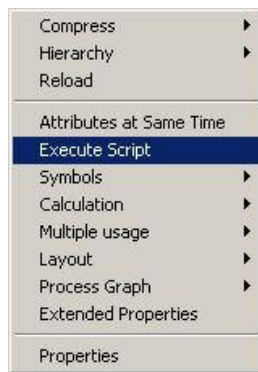 Compress
Hierarchy
Reload
Attributes at Same Time
Execute Script
Symbols
Calculation
Multiple usage
Layout
Process Graph
Extended Properties
Properties